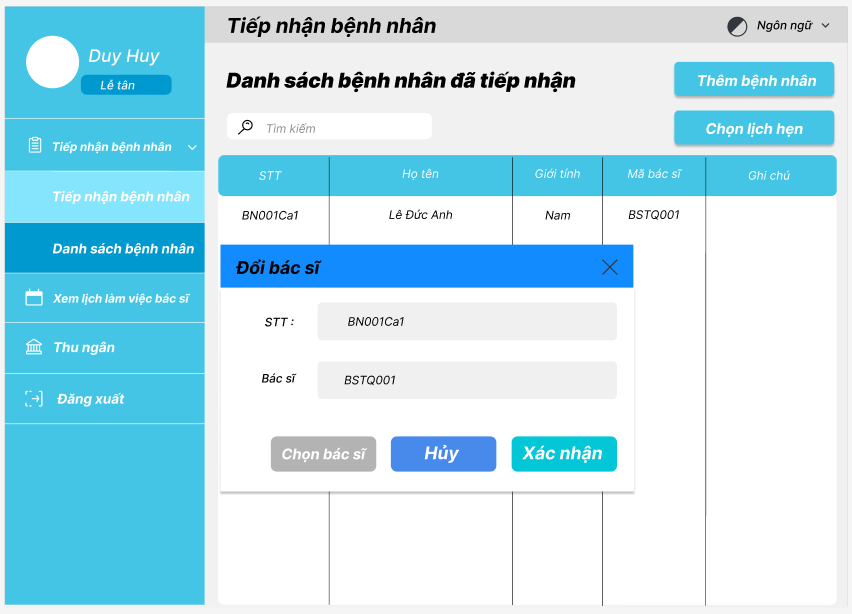 Duy Huy
Lễ tân
Tiếp nhận bệnh nhân
Tiếp nhận bệnh nhân
Danh sách bệnh nhân
Xem lịch làm việc bác sĩ
Thu ngân
Đăng xuất
Tiếp nhận bệnh nhân
Ngôn ngữ
Danh sách bệnh nhân đã tiếp nhận
Thêm bệnh nhân
Tìm kiếm
Chọn lịch hẹn
STT Họ tên Giới tính Mã bác sĩ Ghi chú
BN001Ca1 Lê Đức Anh Nam BSTQ001
Đổi bác sĩ
STT : BN001Ca1
Bác sĩ BSTQ001
Chọn bác sĩ Hủy Xác nhận